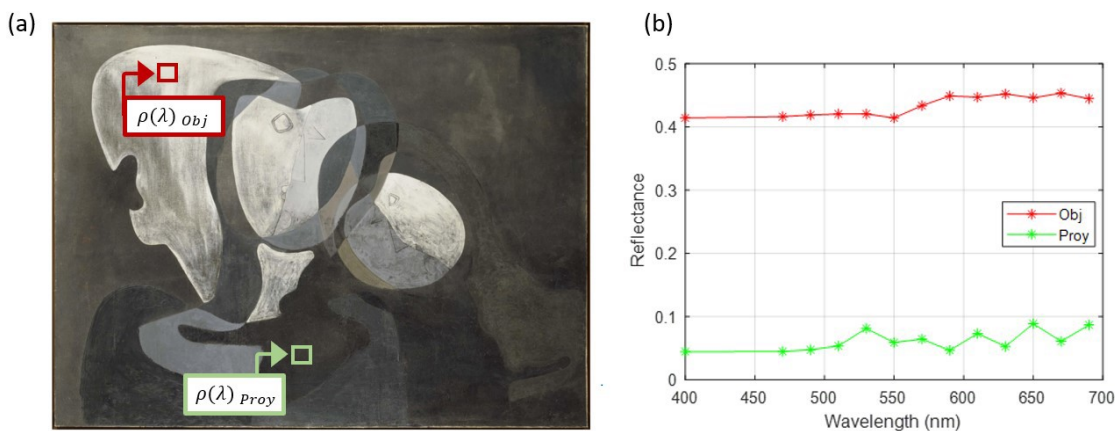 (a)
ρ(λ) Obj
ρ(λ) Proy
(b)
0.5
0.4
0.3
0.2
0.1
0
Reflectance
400 450 500 550 600 650 700
Wavelength (nm)
Obj
Proy